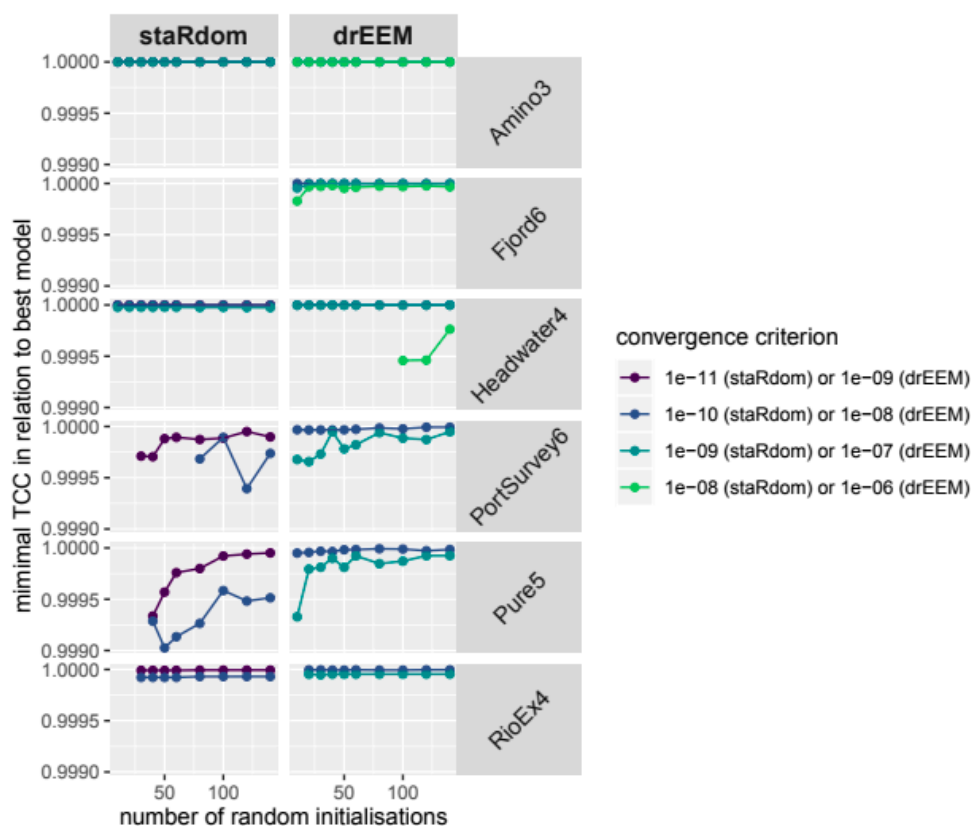 staRdom drEEM
1.0000
0.9995
0.9990
Amino3
1.0000
0.9995
0.9990
Fjord6
1.0000
0.9995
0.9990
Headwater4
1.0000
0.9995
0.9990
PortSurvey6
1.0000
0.9995
0.9990
Pure5
1.0000
0.9995
0.9990
RioEx4
50 100 50 100
number of random initialisations
mimimal TCC in relation to best model
convergence criterion
1e−11 (staRdom) or 1e−09 (drEEM)
1e−10 (staRdom) or 1e−08 (drEEM)
1e−09 (staRdom) or 1e−07 (drEEM)
1e−08 (staRdom) or 1e−06 (drEEM)